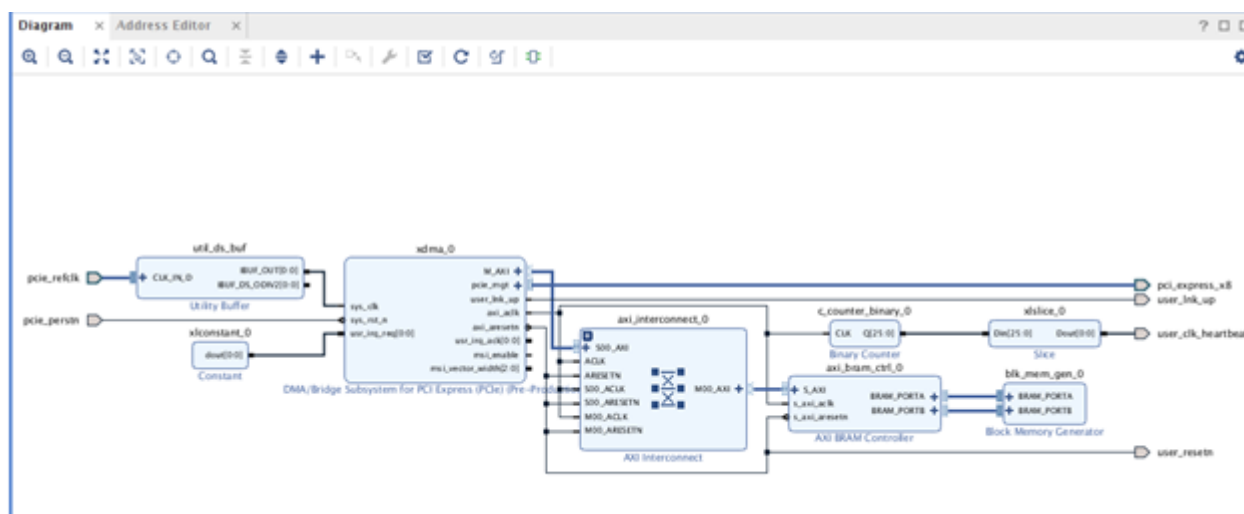 Diagram × Address Editor ×
util_ds_buf
pcie_refclk
CLK_IN_D
IBUF_OUT[0:0]
IBUF_DS_ODIV2[0:0]
Utility Buffer
pcie_perstn
xlconstant_0
dout[0:0]
Constant
xdma_0
sys_clk
sys_rst_n
usr_irq_req[0:0]
M_AXI
pcie_mgt
user_lnk_up
axi_aclk
axi_aresetn
usr_irq_ack[0:0]
msi_enable
msi_vector_width[2:0]
DMA/Bridge Subsystem for PCI Express (PCIe) (Pre-Produ
axi_interconnect_0
S00_AXI
ACLK
ARESETN
S00_ACLK
S00_ARESETN
M00_ACLK
M00_ARESETN
M00_AXI
AXI Interconnect
c_counter_binary_0
CLK
Q[25:0]
Binary Counter
xlslice_0
Din[25:0]
Dout[0:0]
Slice
axi_bram_ctrl_0
S_AXI
s_axi_aclk
s_axi_aresetn
BRAM_PORTA
BRAM_PORTB
AXI BRAM Controller
blk_mem_gen_0
BRAM_PORTA
BRAM_PORTB
Block Memory Generator
pci_express_x8
user_lnk_up
user_clk_heartbea
user_resetn